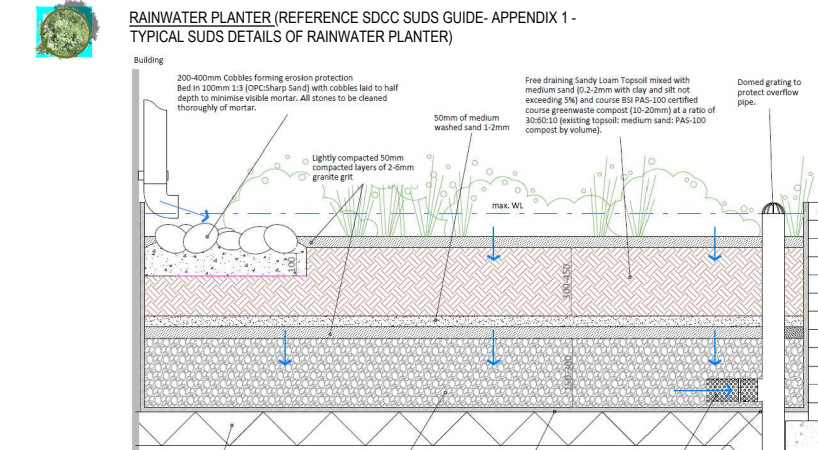 RAINWATER PLANTER (REFERENCE SDCC SUDS GUIDE- APPENDIX 1 -
TYPICAL SUDS DETAILS OF RAINWATER PLANTER)
Building
200-400mm Cobbles forming erosion protection
Bed in 100mm 1:3 (OPC:Sharp Sand) with cobbles laid to half
depth to minimise visible mortar. All stones to be cleaned
thoroughly of mortar.
Lightly compacted 50mm
compacted layers of 2-6mm
granite grit
50mm of medium
washed sand 1-2mm
Free draining Sandy Loam Topsoil mixed with
medium sand (0.2-2mm with clay and silt not
exceeding 5%) and course BSI PAS-100 certified
course greenwaste compost (10-20mm) at a ratio of
30:60:10 (existing topsoil: medium sand: PAS-100
compost by volume).
Domed grating to
protect overflow
pipe.
max. WL
100
300-450
150-300